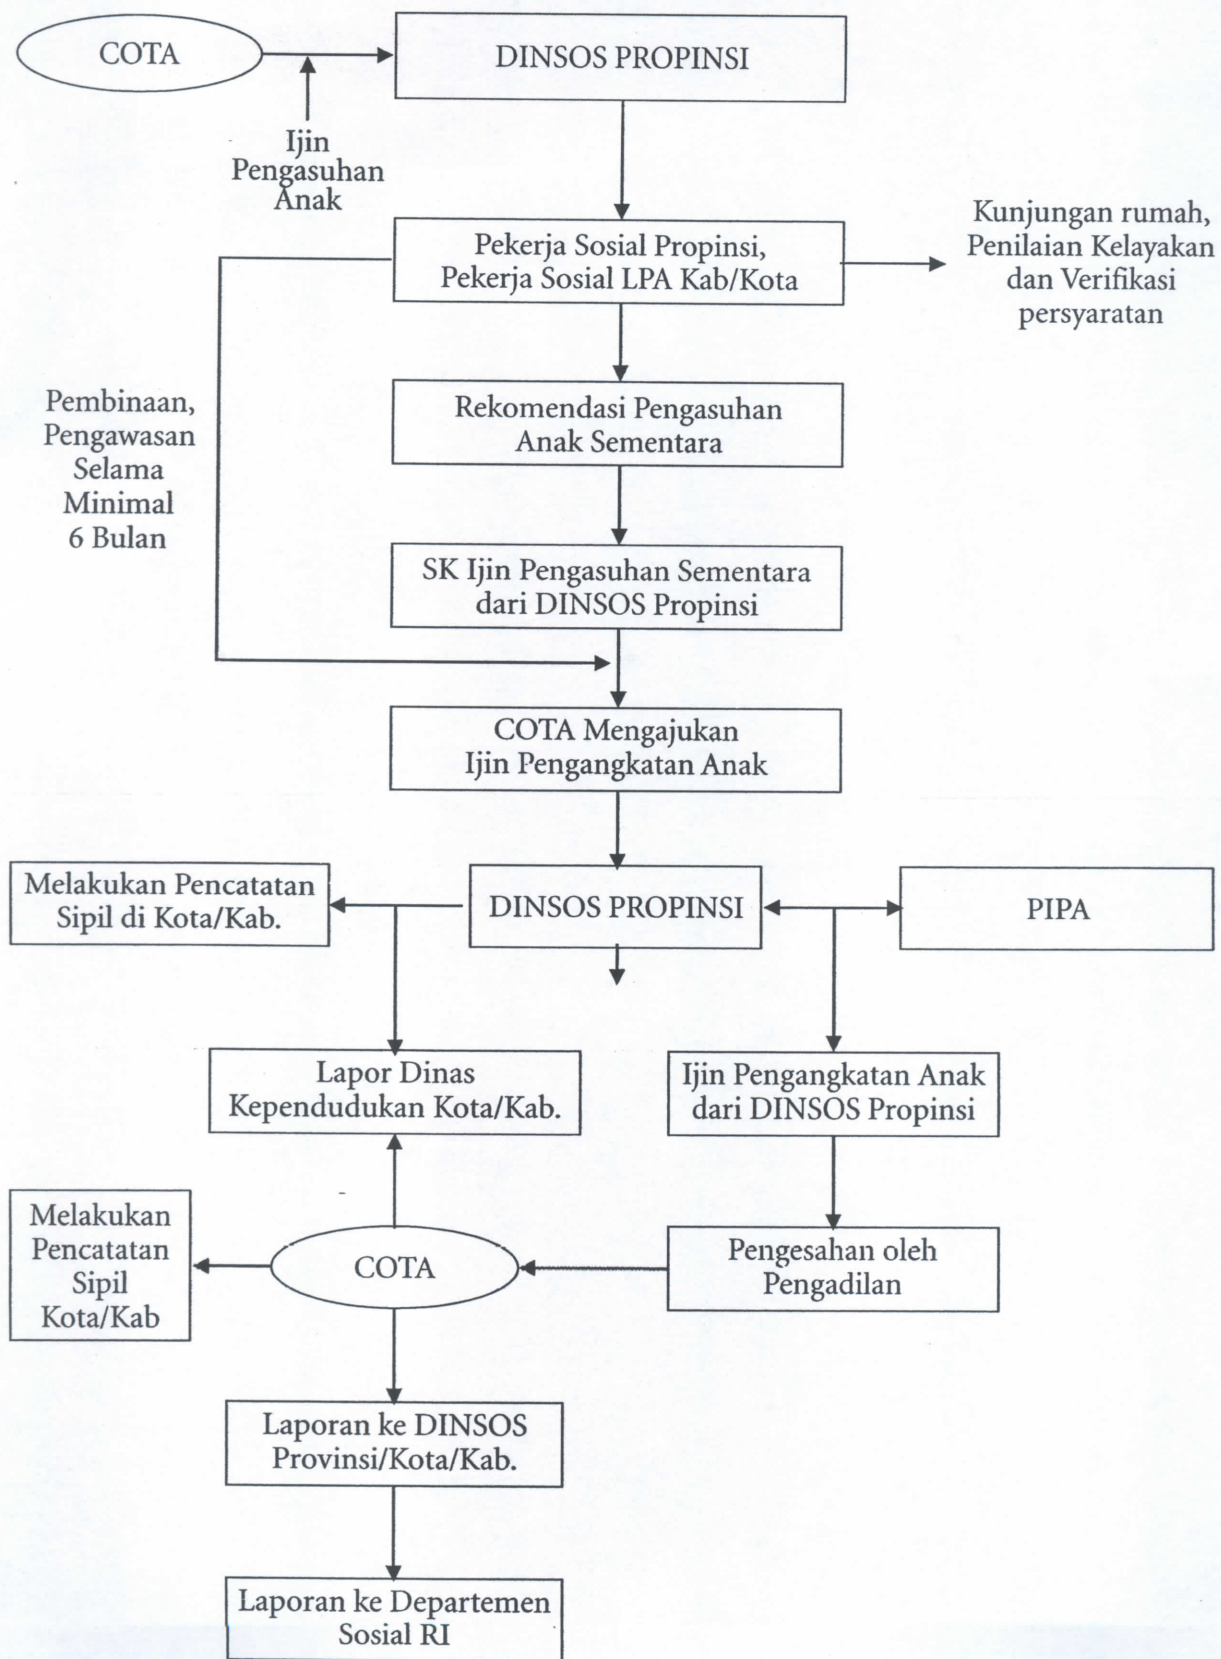 COTA
DINSOS PROPINSI
Ijin
Pengasuhan
Anak
Pekerja Sosial Propinsi,
Pekerja Sosial LPA Kab/Kota
Kunjungan rumah,
Penilaian Kelayakan
dan Verifikasi
persyaratan
Pembinaan,
Pengawasan
Selama
Minimal
6 Bulan
Rekomendasi Pengasuhan
Anak Sementara
SK Ijin Pengasuhan Sementara
dari DINSOS Propinsi
COTA Mengajukan
Ijin Pengangkatan Anak
Melakukan Pencatatan
Sipil di Kota/Kab.
DINSOS PROPINSI
PIPA
Lapor Dinas
Kependudukan Kota/Kab.
Ijin Pengangkatan Anak
dari DINSOS Propinsi
Melakukan
Pencatatan
Sipil
Kota/Kab
COTA
Pengesahan oleh
Pengadilan
Laporan ke DINSOS
Provinsi/Kota/Kab.
Laporan ke Departemen
Sosial RI